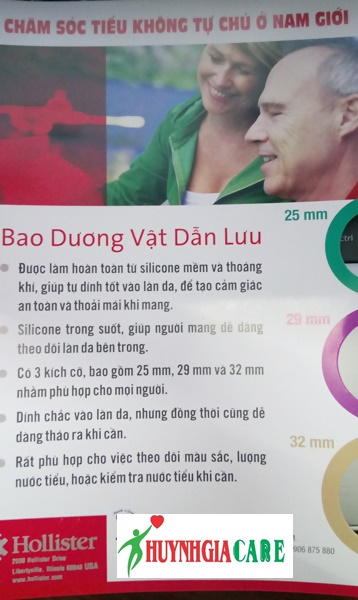 CHĂM SÓC TIỂU KHÔNG TỰ CHỦ Ở NAM GIỚI
25 mm
Bao Dương Vật Dẫn Lưu
Được làm hoàn toàn từ silicone mềm và thoáng
khí, giúp tự dính tốt vào làn da, để tạo cảm giác
an toàn và thoải mái khi mang.
29 mm
Silicone trong suốt, giúp người mang dễ dàng
theo dõi làn da bên trong.
Có 3 kích cỡ, bao gồm 25 mm, 29 mm và 32 mm
nhằm phù hợp cho mọi người.
Dính chắc vào làn da, nhưng đồng thời cũng dễ
dàng tháo ra khi cần.
32 mm
Rất phù hợp cho việc theo dõi màu sắc, lượng
nước tiểu, hoặc kiểm tra nước tiểu khi cần.
Hollister
2000 Hollister Drive
Libertyville, Illinois 60048 USA
www.hollister.com
HUYNHGIACARE
906 875 880
ctrl